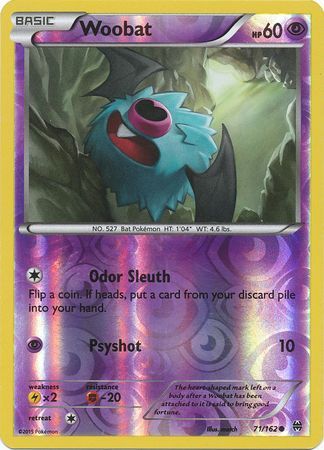 BASIC
Woobat
HP60
NO. 527 Bat Pokémon HT: 1'04" WT: 4.6 lbs.
Odor Sleuth
Flip a coin. If heads, put a card from your discard pile
into your hand.
Psyshot 10
weakness
×2
resistance
-20
retreat
The heart-shaped mark left on a
body after a Woobat has been
attached to it is said to bring good
fortune.
©2015 Pokémon
Illus. match
71/162